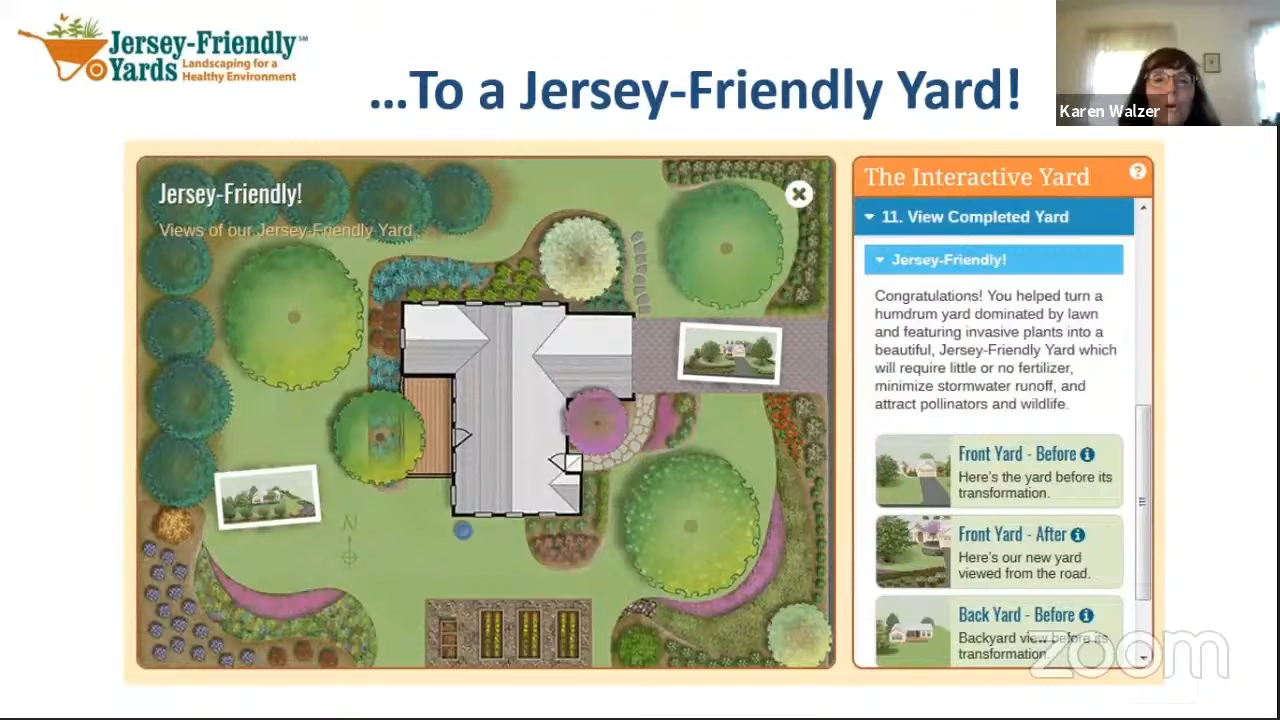 Jersey-Friendly SM
Yards Landscaping for a
Healthy Environment
...To a Jersey-Friendly Yard!
Karen Walzer
Jersey-Friendly!
Views of our Jersey-Friendly Yard
N
The Interactive Yard ?
11. View Completed Yard
Jersey-Friendly!
Congratulations! You helped turn a
humdrum yard dominated by lawn
and featuring invasive plants into a
beautiful, Jersey-Friendly Yard which
will require little or no fertilizer,
minimize stormwater runoff, and
attract pollinators and wildlife.
Front Yard - Before i
Here's the yard before its
transformation.
Front Yard - After i
Here's our new yard
viewed from the road.
Back Yard - Before i
Backyard view before its
transformation.
zoom